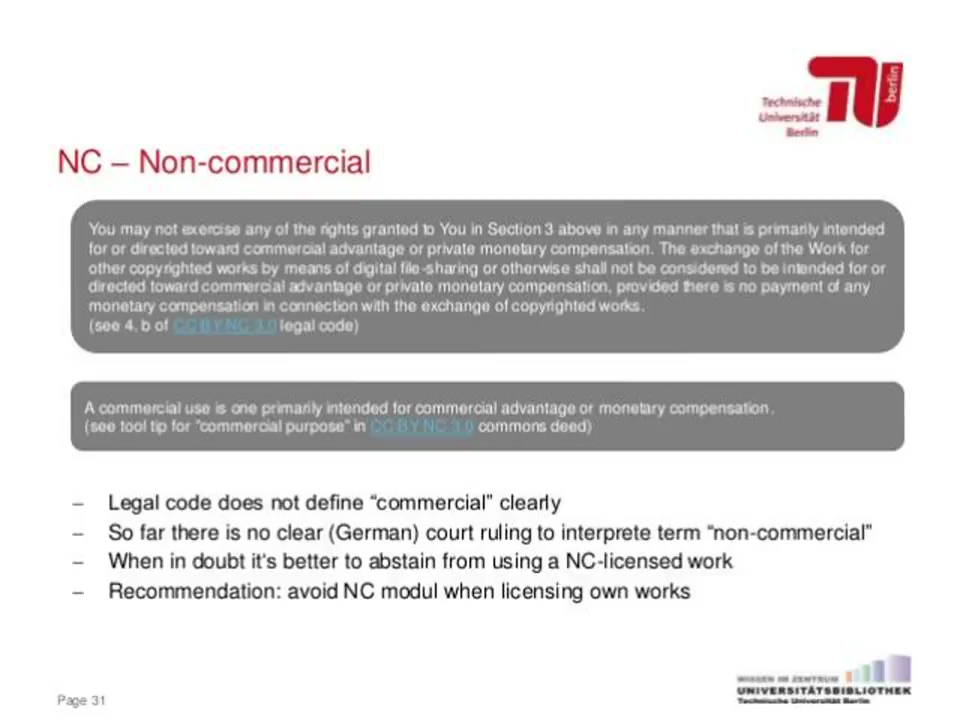 Technische
Universität
Berlin
berlin
NC – Non-commercial
You may not exercise any of the rights granted to You in Section 3 above in any manner that is primarily intended
for or directed toward commercial advantage or private monetary compensation. The exchange of the Work for
other copyrighted works by means of digital file-sharing or otherwise shall not be considered to be intended for or
directed toward commercial advantage or private monetary compensation, provided there is no payment of any
monetary compensation in connection with the exchange of copyrighted works.
(see 4. b of CC BY NC 3.0 legal code)
A commercial use is one primarily intended for commercial advantage or monetary compensation.
(see tool tip for "commercial purpose" in CC BY NC 3.0 commons deed)
– Legal code does not define “commercial” clearly
– So far there is no clear (German) court ruling to interprete term “non-commercial”
– When in doubt it's better to abstain from using a NC-licensed work
– Recommendation: avoid NC modul when licensing own works
Page 31
WISSEN IM ZENTRUM
UNIVERSITÄTSBIBLIOTHEK
Technische Universität Berlin